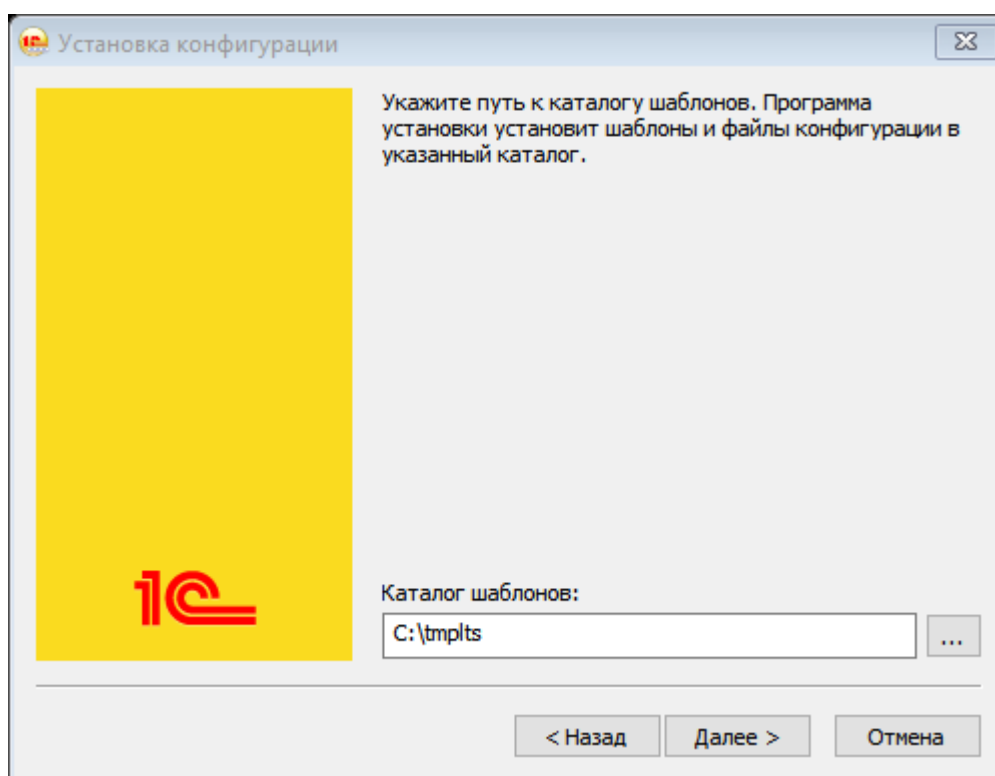 Установка конфигурации
Укажите путь к каталогу шаблонов. Программа
установки установит шаблоны и файлы конфигурации в
указанный каталог.
1С
Каталог шаблонов:
C:\tmplts
...
< Назад
Далее >
Отмена